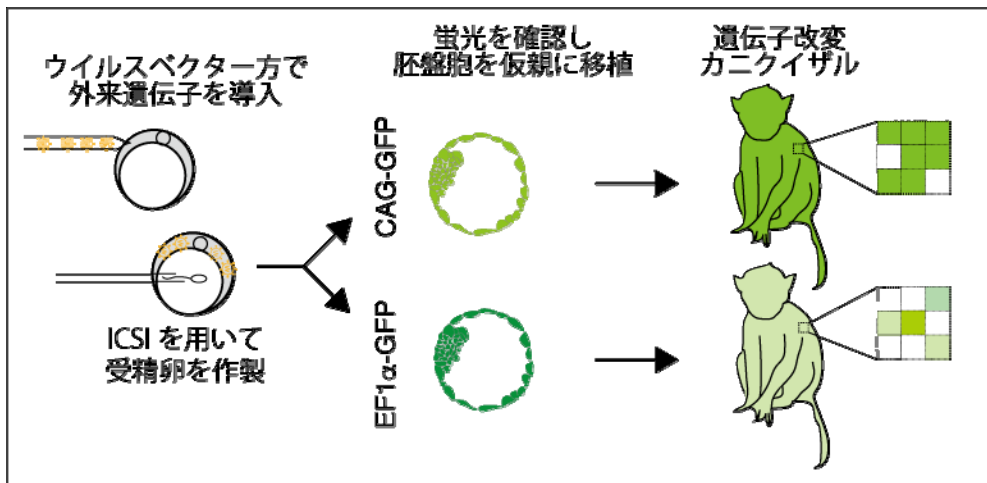 ウイルスベクター方で
外来遺伝子を導入
ICSI を用いて
受精卵を作製
蛍光を確認し
胚盤胞を仮親に移植
CAG-GFP
EF1α-GFP
遺伝子改変
カニクイザル